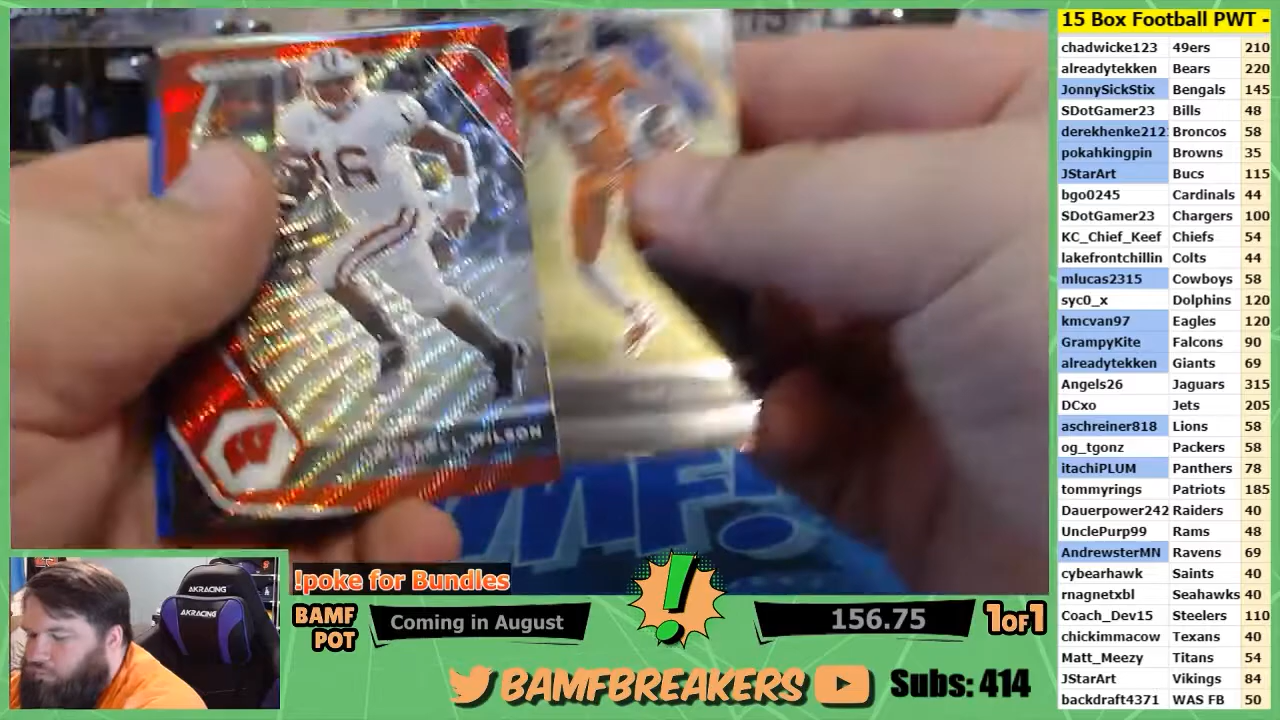 15 Box Football PWT -
chadwicke123 49ers 210
alreadytekken Bears 220
JonnySickStix Bengals 145
SDotGamer23 Bills 48
derekhenke212 Broncos 58
pokahkingpin Browns 35
JStarArt Bucs 115
bgo0245 Cardinals 44
SDotGamer23 Chargers 100
KC_Chief_Keef Chiefs 54
lakefrontchillin Colts 44
mlucas2315 Cowboys 58
syc0_x Dolphins 120
kmcvan97 Eagles 120
GrampyKite Falcons 90
alreadytekken Giants 69
Angels26 Jaguars 315
DCxo Jets 205
aschreiner818 Lions 58
og_tgonz Packers 58
itachiPLUM Panthers 78
tommyrings Patriots 185
Dauerpower242 Raiders 40
UnclePurp99 Rams 48
AndrewsterMN Ravens 69
cybearhawk Saints 40
rnagnetxbl Seahawks 40
Coach_Dev15 Steelers 110
chickimmacow Texans 40
Matt_Meezy Titans 54
JStarArt Vikings 84
backdraft4371 WAS FB 50
16
W
WILSON
AKRACING
AKRACING
!poke for Bundles
BAMF
POT
Coming in August
!
156.75
1OF1
BAMFBREAKERS
Subs: 414